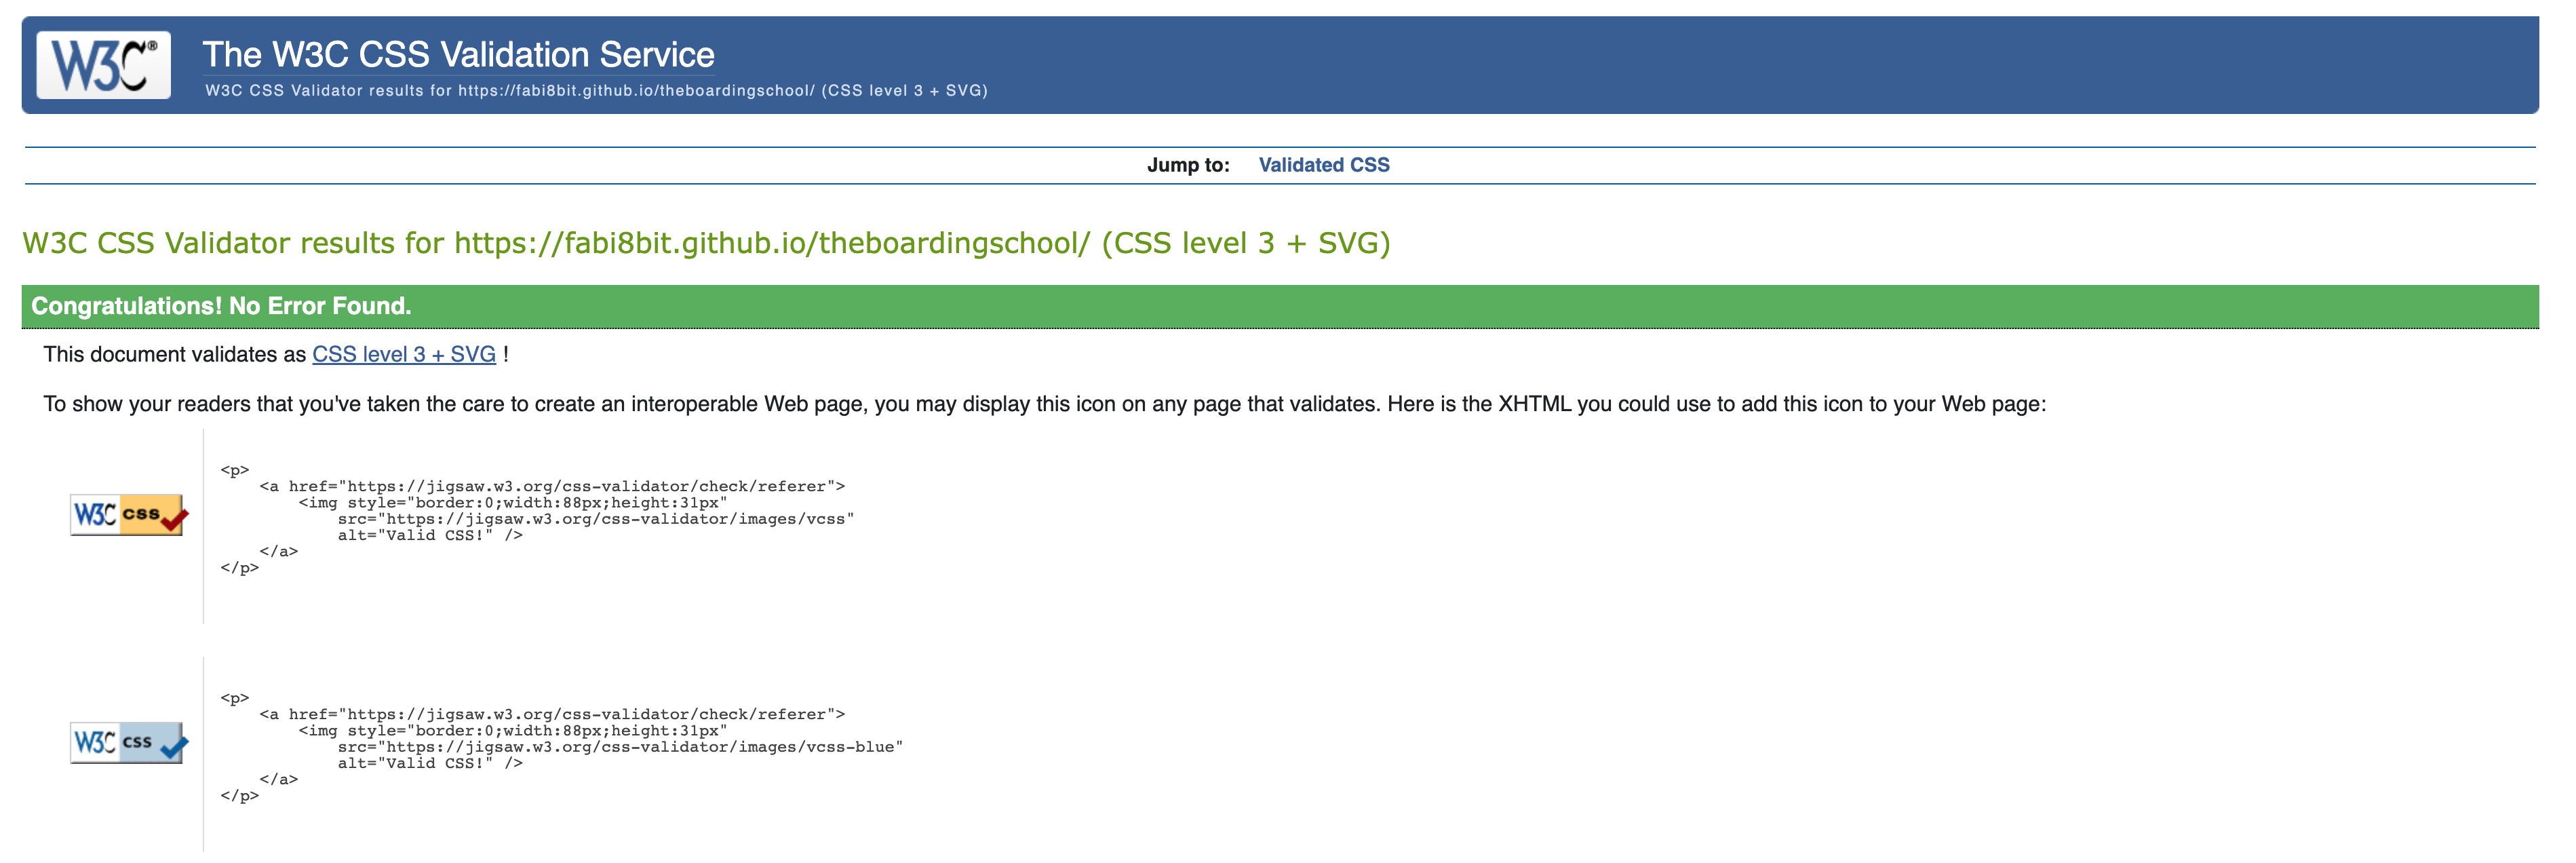 W3C®
The W3C CSS Validation Service
W3C CSS Validator results for https://fabi8bit.github.io/theboardingschool/ (CSS level 3 + SVG)
Jump to: Validated CSS
W3C CSS Validator results for https://fabi8bit.github.io/theboardingschool/ (CSS level 3 + SVG)
Congratulations! No Error Found.
This document validates as CSS level 3 + SVG !
To show your readers that you've taken the care to create an interoperable Web page, you may display this icon on any page that validates. Here is the XHTML you could use to add this icon to your Web page:
W3C css
<p>
    <a href="https://jigsaw.w3.org/css-validator/check/referer">
        <img style="border:0;width:88px;height:31px"
            src="https://jigsaw.w3.org/css-validator/images/vcss"
            alt="Valid CSS!" />
    </a>
</p>
W3C css
<p>
    <a href="https://jigsaw.w3.org/css-validator/check/referer">
        <img style="border:0;width:88px;height:31px"
            src="https://jigsaw.w3.org/css-validator/images/vcss-blue"
            alt="Valid CSS!" />
    </a>
</p>